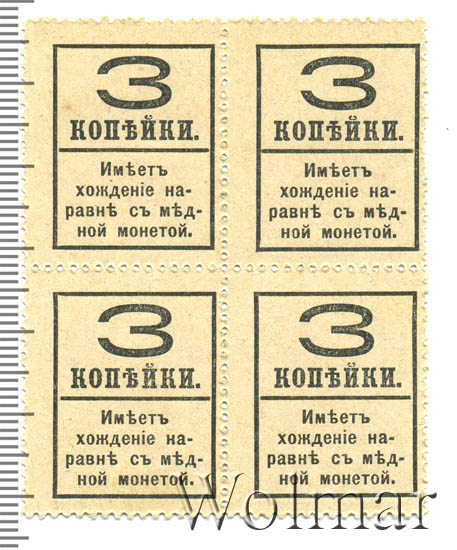 3
КОПѢЙКИ.
Имѣетъ
хожденіе на-
равнѣ съ мѣд-
ной монетой.
3
КОПѢЙКИ.
Имѣетъ
хожденіе на-
равнѣ съ мѣд-
ной монетой.
3
КОПѢЙКИ.
Имѣетъ
хожденіе на-
равнѣ съ мѣд-
ной монетой.
3
КОПѢЙКИ.
Имѣетъ
хожденіе на-
равнѣ съ мѣд-
ной монетой.
Wolmar